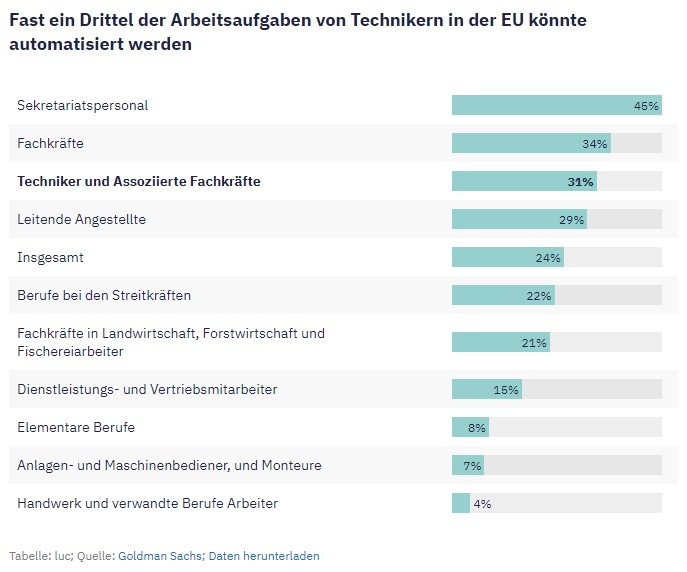 Fast ein Drittel der Arbeitsaufgaben von Technikern in der EU könnte
automatisiert werden
Sekretariatspersonal 45%
Fachkräfte 34%
Techniker und Assoziierte Fachkräfte 31%
Leitende Angestellte 29%
Insgesamt 24%
Berufe bei den Streitkräften 22%
Fachkräfte in Landwirtschaft, Forstwirtschaft und
Fischereiarbeiter 21%
Dienstleistungs- und Vertriebsmitarbeiter 15%
Elementare Berufe 8%
Anlagen- und Maschinenbediener, und Monteure 7%
Handwerk und verwandte Berufe Arbeiter 4%
Tabelle: luc; Quelle: Goldman Sachs; Daten herunterladen